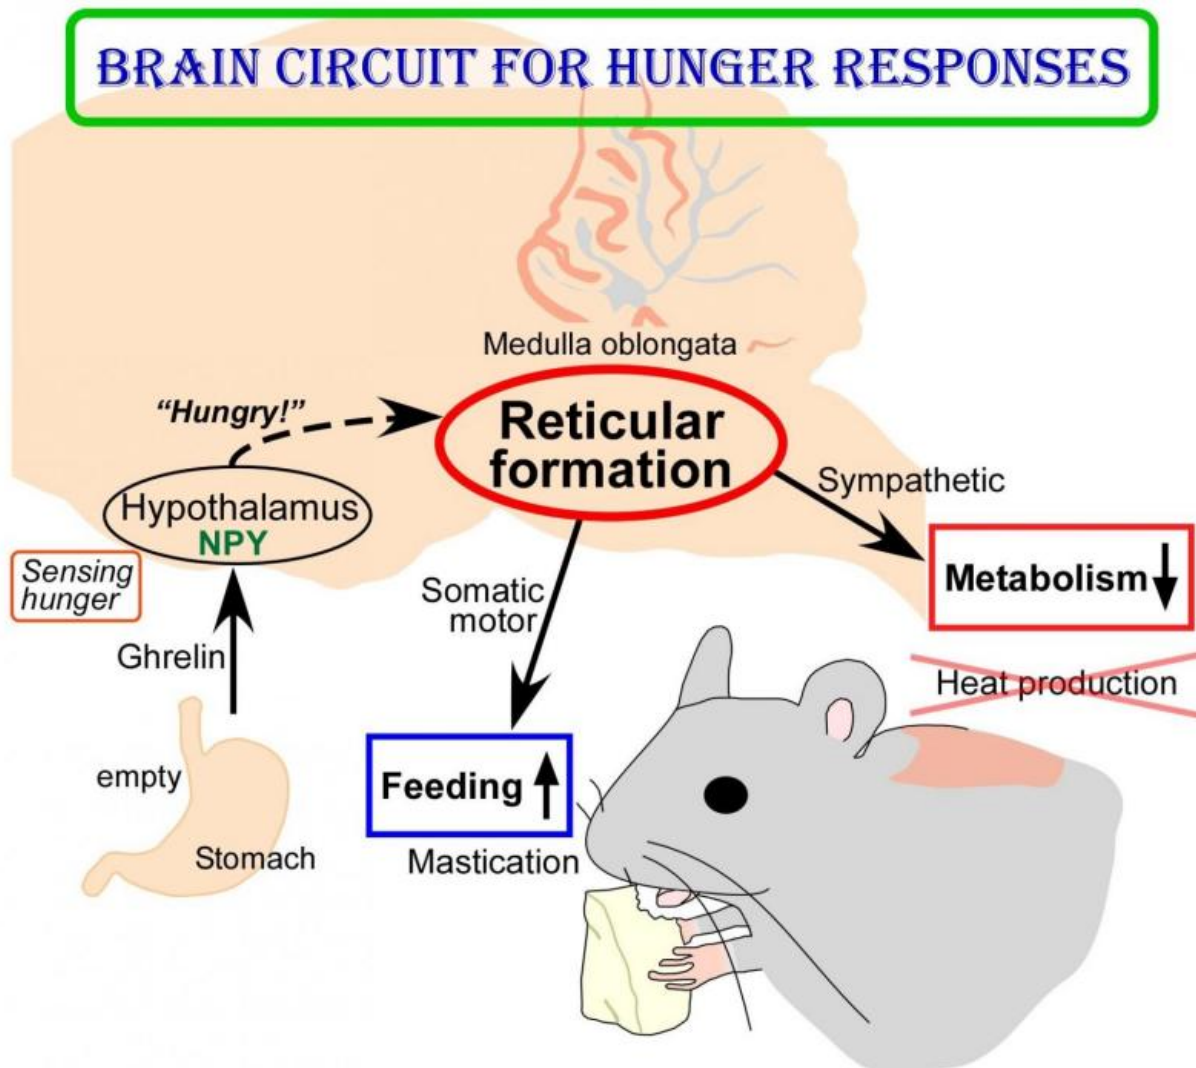 BRAIN CIRCUIT FOR HUNGER RESPONSES
Medulla oblongata
Reticular
formation
“Hungry!”
Hypothalamus
NPY
Sensing
hunger
Ghrelin
empty
Stomach
Somatic
motor
Feeding
Mastication
Sympathetic
Metabolism
Heat production